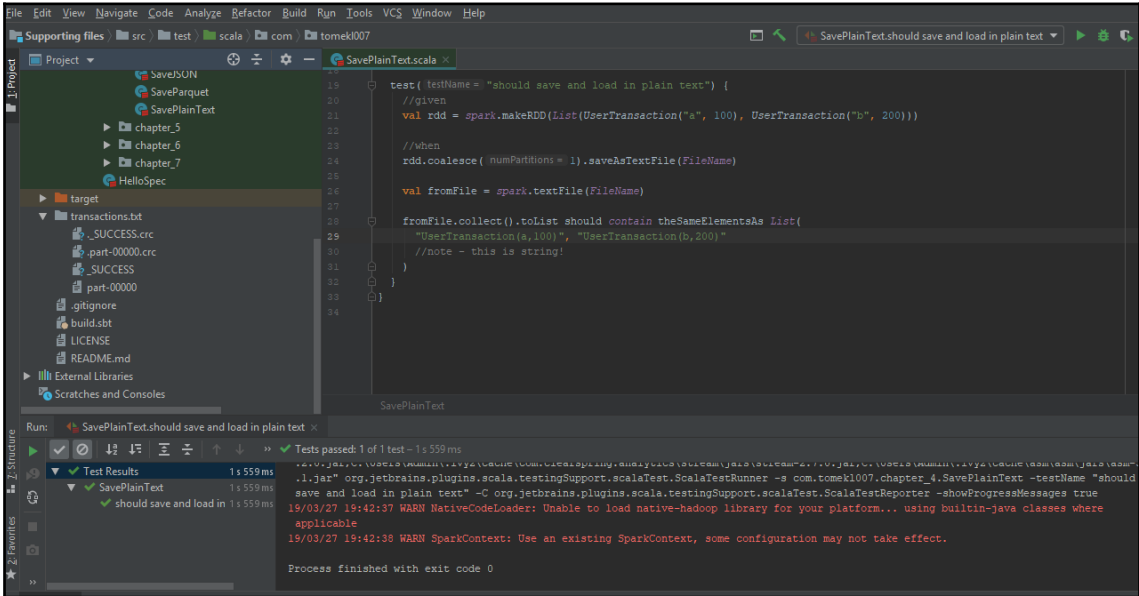 File Edit View Navigate Code Analyze Refactor Build Run Tools VCS Window Help
Supporting files src test scala com tomekl007
SavePlainText.should save and load in plain text
1: Project
Project
SavePlainText.scala
SaveJSON
SaveParquet
SavePlainText
chapter_5
chapter_6
chapter_7
HelloSpec
target
transactions.txt
._SUCCESS.crc
.part-00000.crc
_SUCCESS
part-00000
.gitignore
build.sbt
LICENSE
README.md
External Libraries
Scratches and Consoles
19 test( testName = "should save and load in plain text") {
20 //given
21 val rdd = spark.makeRDD(List(UserTransaction("a", 100), UserTransaction("b", 200)))
22
23 //when
24 rdd.coalesce( numPartitions = 1).saveAsTextFile(FileName)
25
26 val fromFile = spark.textFile(FileName)
27
28 fromFile.collect().toList should contain theSameElementsAs List(
29 "UserTransaction(a,100)", "UserTransaction(b,200)"
30 //note - this is string!
31 )
32 }
33 }
34
SavePlainText
Run: SavePlainText.should save and load in plain text
Tests passed: 1 of 1 test – 1 s 559 ms
Test Results 1 s 559 ms
SavePlainText 1 s 559 ms
should save and load in 1 s 559 ms
.1.jar" org.jetbrains.plugins.scala.testingSupport.scalaTest.ScalaTestRunner -s com.tomekl007.chapter_4.SavePlainText -testName "should
save and load in plain text" -C org.jetbrains.plugins.scala.testingSupport.scalaTest.ScalaTestReporter -showProgressMessages true
19/03/27 19:42:37 WARN NativeCodeLoader: Unable to load native-hadoop library for your platform... using builtin-java classes where
applicable
19/03/27 19:42:38 WARN SparkContext: Use an existing SparkContext, some configuration may not take effect.
Process finished with exit code 0
7: Structure
2: Favorites